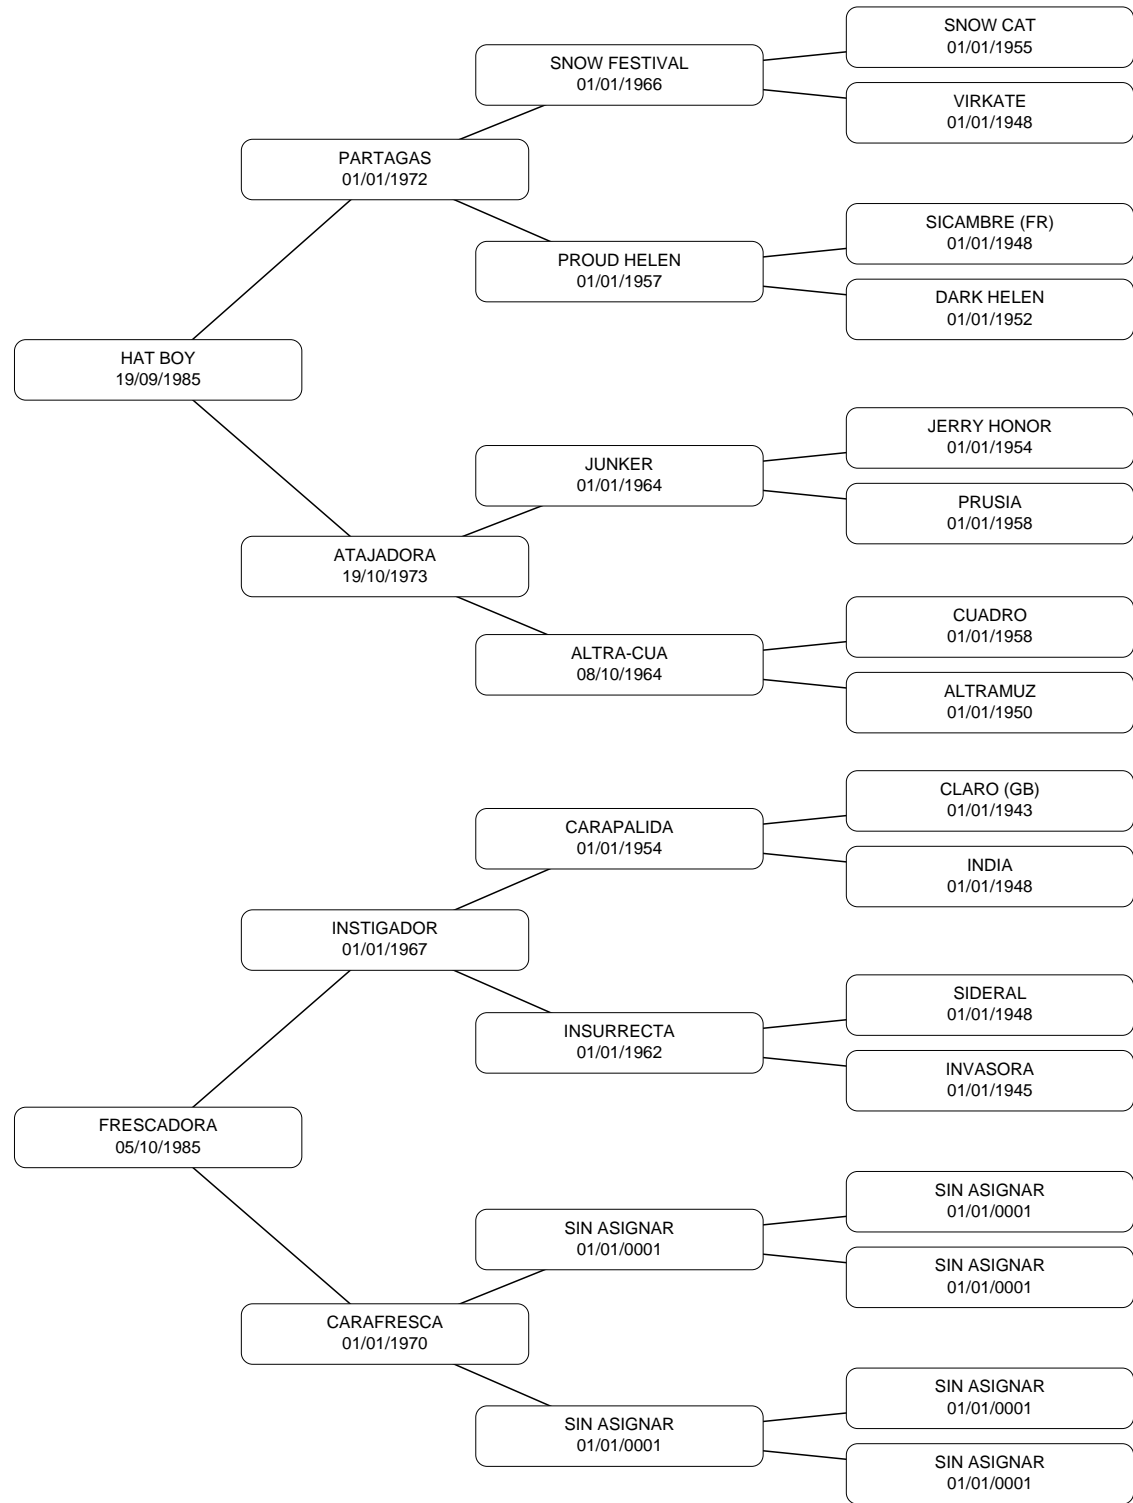 SNOW CAT
01/01/1955
SNOW FESTIVAL
01/01/1966
VIRKATE
01/01/1948
PARTAGAS
01/01/1972
SICAMBRE (FR)
01/01/1948
PROUD HELEN
01/01/1957
DARK HELEN
01/01/1952
HAT BOY
19/09/1985
JERRY HONOR
01/01/1954
JUNKER
01/01/1964
PRUSIA
01/01/1958
ATAJADORA
19/10/1973
CUADRO
01/01/1958
ALTRA-CUA
08/10/1964
ALTRAMUZ
01/01/1950
CLARO (GB)
01/01/1943
CARAPALIDA
01/01/1954
INDIA
01/01/1948
INSTIGADOR
01/01/1967
SIDERAL
01/01/1948
INSURRECTA
01/01/1962
INVASORA
01/01/1945
FRESCADORA
05/10/1985
SIN ASIGNAR
01/01/0001
SIN ASIGNAR
01/01/0001
SIN ASIGNAR
01/01/0001
CARAFRESCA
01/01/1970
SIN ASIGNAR
01/01/0001
SIN ASIGNAR
01/01/0001
SIN ASIGNAR
01/01/0001